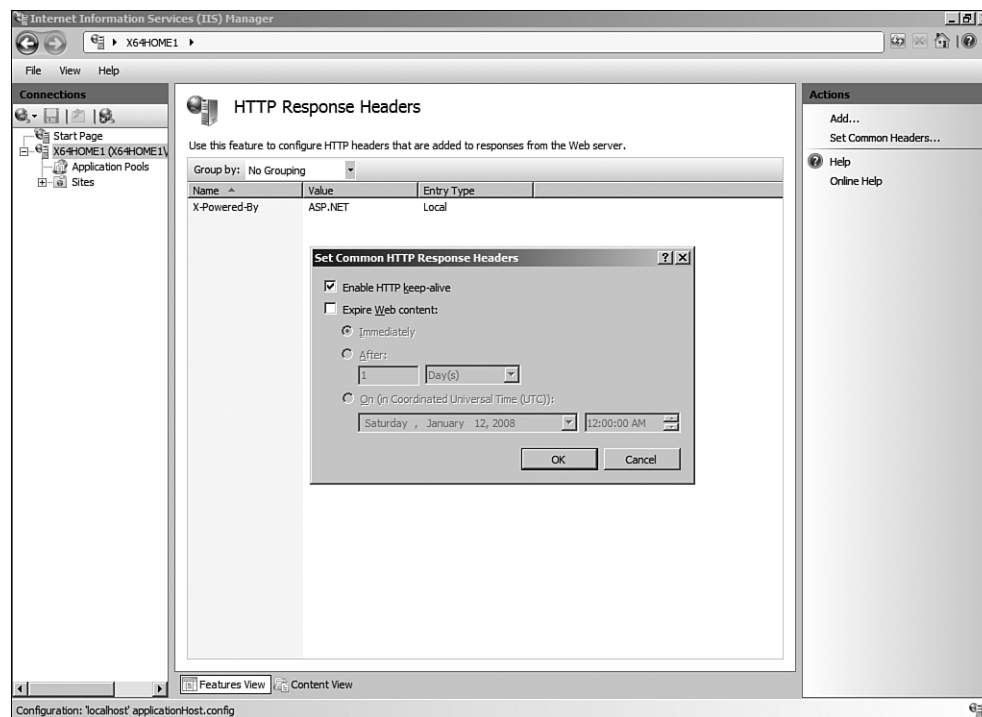 Internet Information Services (IIS) Manager
X64HOME1
File View Help
Connections
Start Page
X64HOME1 (X64HOME1\
Application Pools
Sites
HTTP Response Headers
Use this feature to configure HTTP headers that are added to responses from the Web server.
Group by: No Grouping
Name Value Entry Type
X-Powered-By ASP.NET Local
Set Common HTTP Response Headers
Enable HTTP keep-alive
Expire Web content:
Immediately
After:
1 Day(s)
On (in Coordinated Universal Time (UTC)):
Saturday , January 12, 2008 12:00:00 AM
OK Cancel
Features View Content View
Actions
Add...
Set Common Headers...
Help
Online Help
Configuration: 'localhost' applicationHost.config